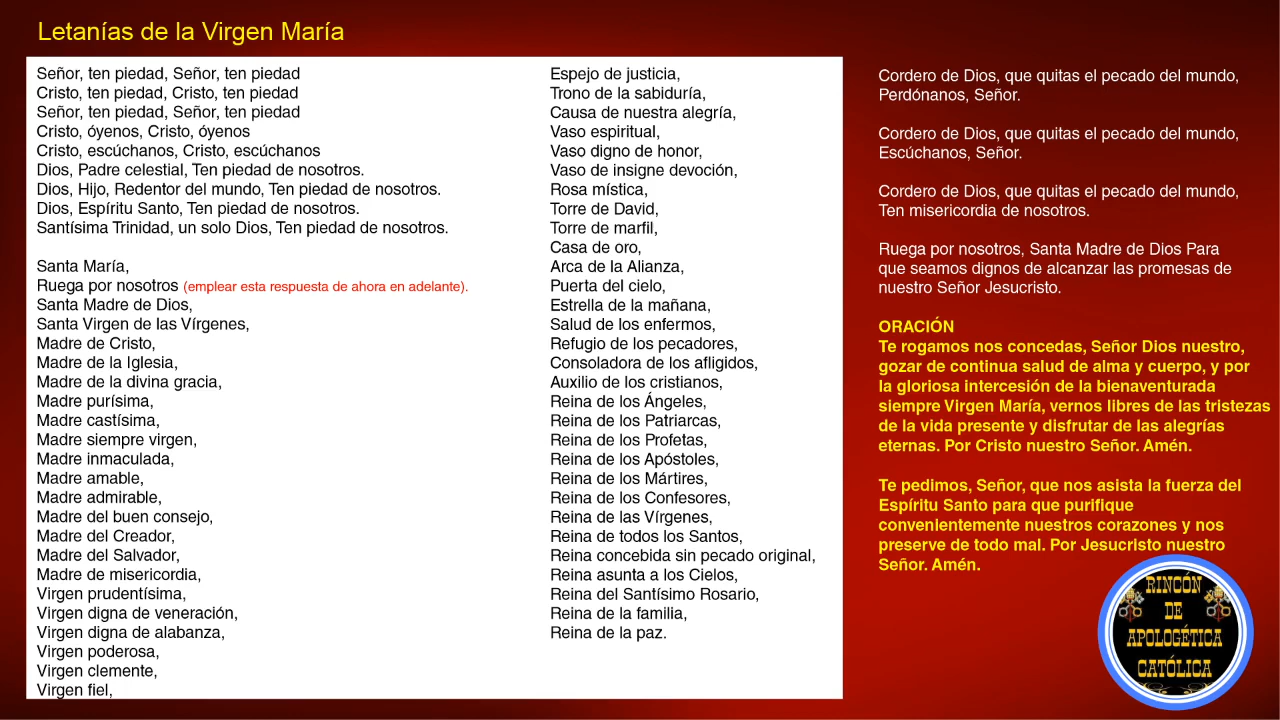 Letanías de la Virgen María
Señor, ten piedad, Señor, ten piedad
Cristo, ten piedad, Cristo, ten piedad
Señor, ten piedad, Señor, ten piedad
Cristo, óyenos, Cristo, óyenos
Cristo, escúchanos, Cristo, escúchanos
Dios, Padre celestial, Ten piedad de nosotros.
Dios, Hijo, Redentor del mundo, Ten piedad de nosotros.
Dios, Espíritu Santo, Ten piedad de nosotros.
Santísima Trinidad, un solo Dios, Ten piedad de nosotros.
Santa María,
Ruega por nosotros (emplear esta respuesta de ahora en adelante).
Santa Madre de Dios,
Santa Virgen de las Vírgenes,
Madre de Cristo,
Madre de la Iglesia,
Madre de la divina gracia,
Madre purísima,
Madre castísima,
Madre siempre virgen,
Madre inmaculada,
Madre amable,
Madre admirable,
Madre del buen consejo,
Madre del Creador,
Madre del Salvador,
Madre de misericordia,
Virgen prudentísima,
Virgen digna de veneración,
Virgen digna de alabanza,
Virgen poderosa,
Virgen clemente,
Virgen fiel,
Espejo de justicia,
Trono de la sabiduría,
Causa de nuestra alegría,
Vaso espiritual,
Vaso digno de honor,
Vaso de insigne devoción,
Rosa mística,
Torre de David,
Torre de marfil,
Casa de oro,
Arca de la Alianza,
Puerta del cielo,
Estrella de la mañana,
Salud de los enfermos,
Refugio de los pecadores,
Consoladora de los afligidos,
Auxilio de los cristianos,
Reina de los Ángeles,
Reina de los Patriarcas,
Reina de los Profetas,
Reina de los Apóstoles,
Reina de los Mártires,
Reina de los Confesores,
Reina de las Vírgenes,
Reina de todos los Santos,
Reina concebida sin pecado original,
Reina asunta a los Cielos,
Reina del Santísimo Rosario,
Reina de la familia,
Reina de la paz.
Cordero de Dios, que quitas el pecado del mundo,
Perdónanos, Señor.
Cordero de Dios, que quitas el pecado del mundo,
Escúchanos, Señor.
Cordero de Dios, que quitas el pecado del mundo,
Ten misericordia de nosotros.
Ruega por nosotros, Santa Madre de Dios Para
que seamos dignos de alcanzar las promesas de
nuestro Señor Jesucristo.
ORACIÓN
Te rogamos nos concedas, Señor Dios nuestro,
gozar de continua salud de alma y cuerpo, y por
la gloriosa intercesión de la bienaventurada
siempre Virgen María, vernos libres de las tristezas
de la vida presente y disfrutar de las alegrías
eternas. Por Cristo nuestro Señor. Amén.
Te pedimos, Señor, que nos asista la fuerza del
Espíritu Santo para que purifique
convenientemente nuestros corazones y nos
preserve de todo mal. Por Jesucristo nuestro
Señor. Amén.
RINCÓN
DE
APOLOGÉTICA
CATÓLICA